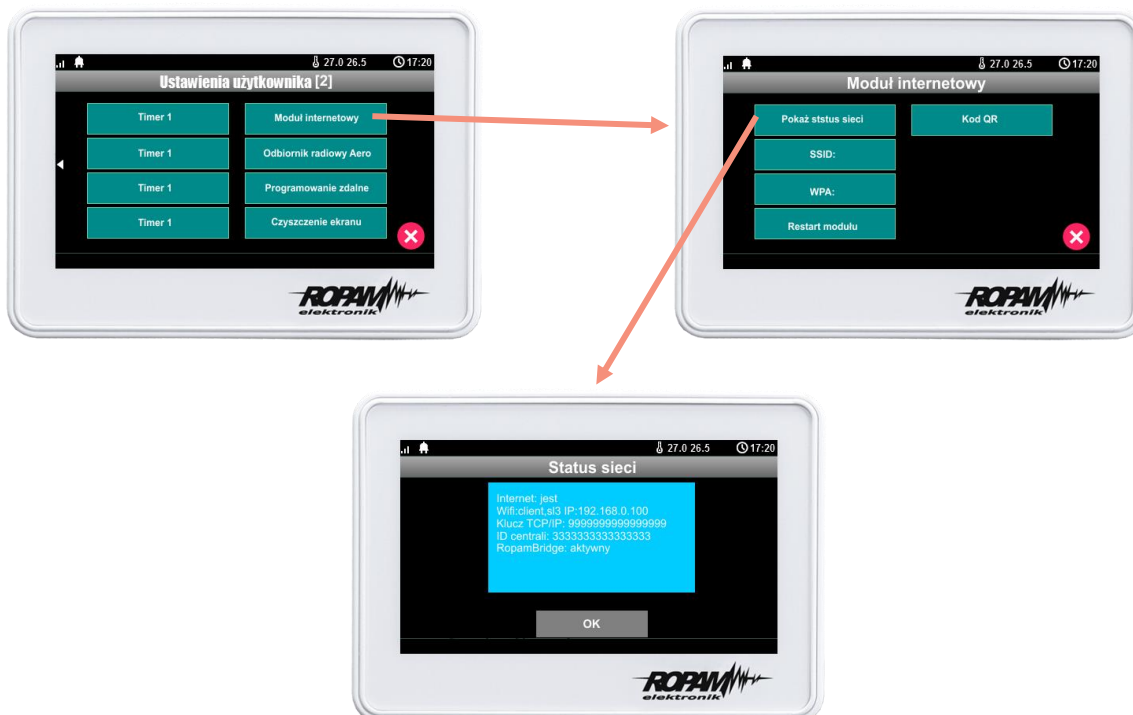 27.0 26.5 17:20
Ustawienia użytkownika [2]
Timer 1 Moduł internetowy
Timer 1 Odbiornik radiowy Aero
Timer 1 Programowanie zdalne
Timer 1 Czyszczenie ekranu
ROPAM
elektronik
27.0 26.5 17:20
Moduł internetowy
Pokaż ststus sieci Kod QR
SSID:
WPA:
Restart modułu
ROPAM
elektronik
27.0 26.5 17:20
Status sieci
Internet: jest
Wifi:client,sl3 IP:192.168.0.100
Klucz TCP/IP: 9999999999999999
ID centrali: 3333333333333333
RopamBridge: aktywny
OK
ROPAM
elektronik